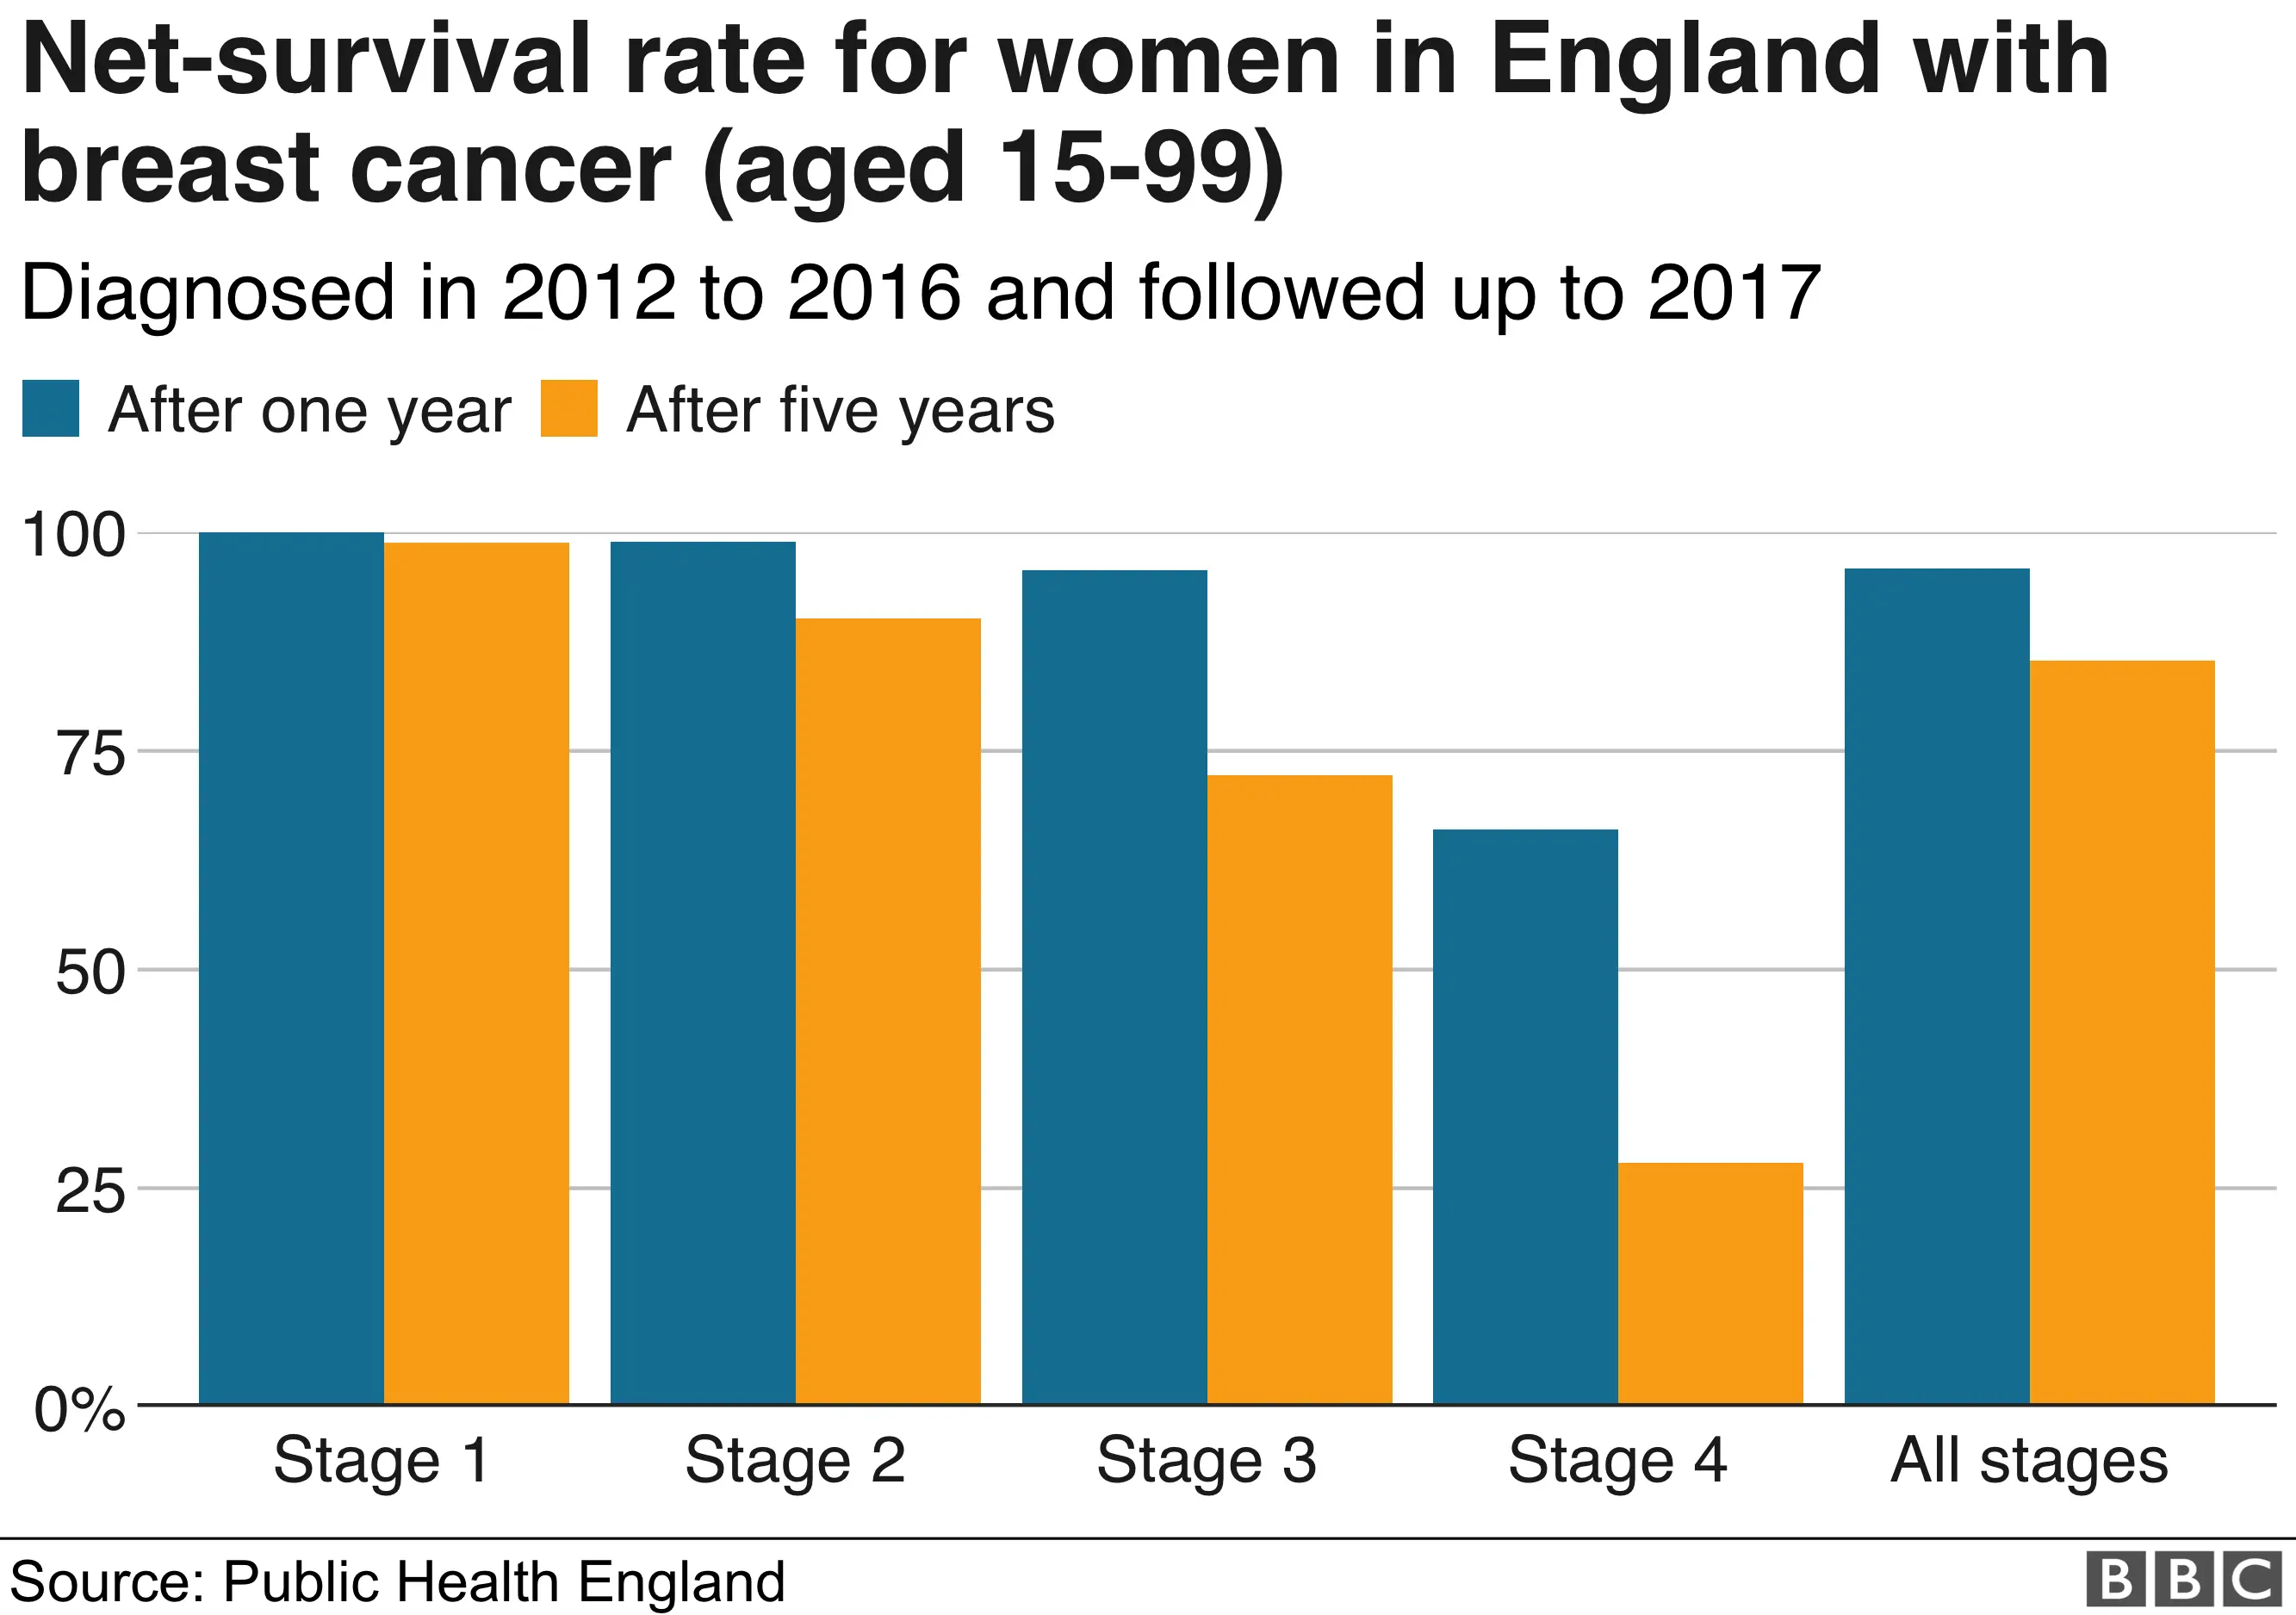 Net-survival rate for women in England with
breast cancer (aged 15-99)
Diagnosed in 2012 to 2016 and followed up to 2017
After one year After five years
100
75
50
25
0%
Stage 1 Stage 2 Stage 3 Stage 4 All stages
Source: Public Health England BBC